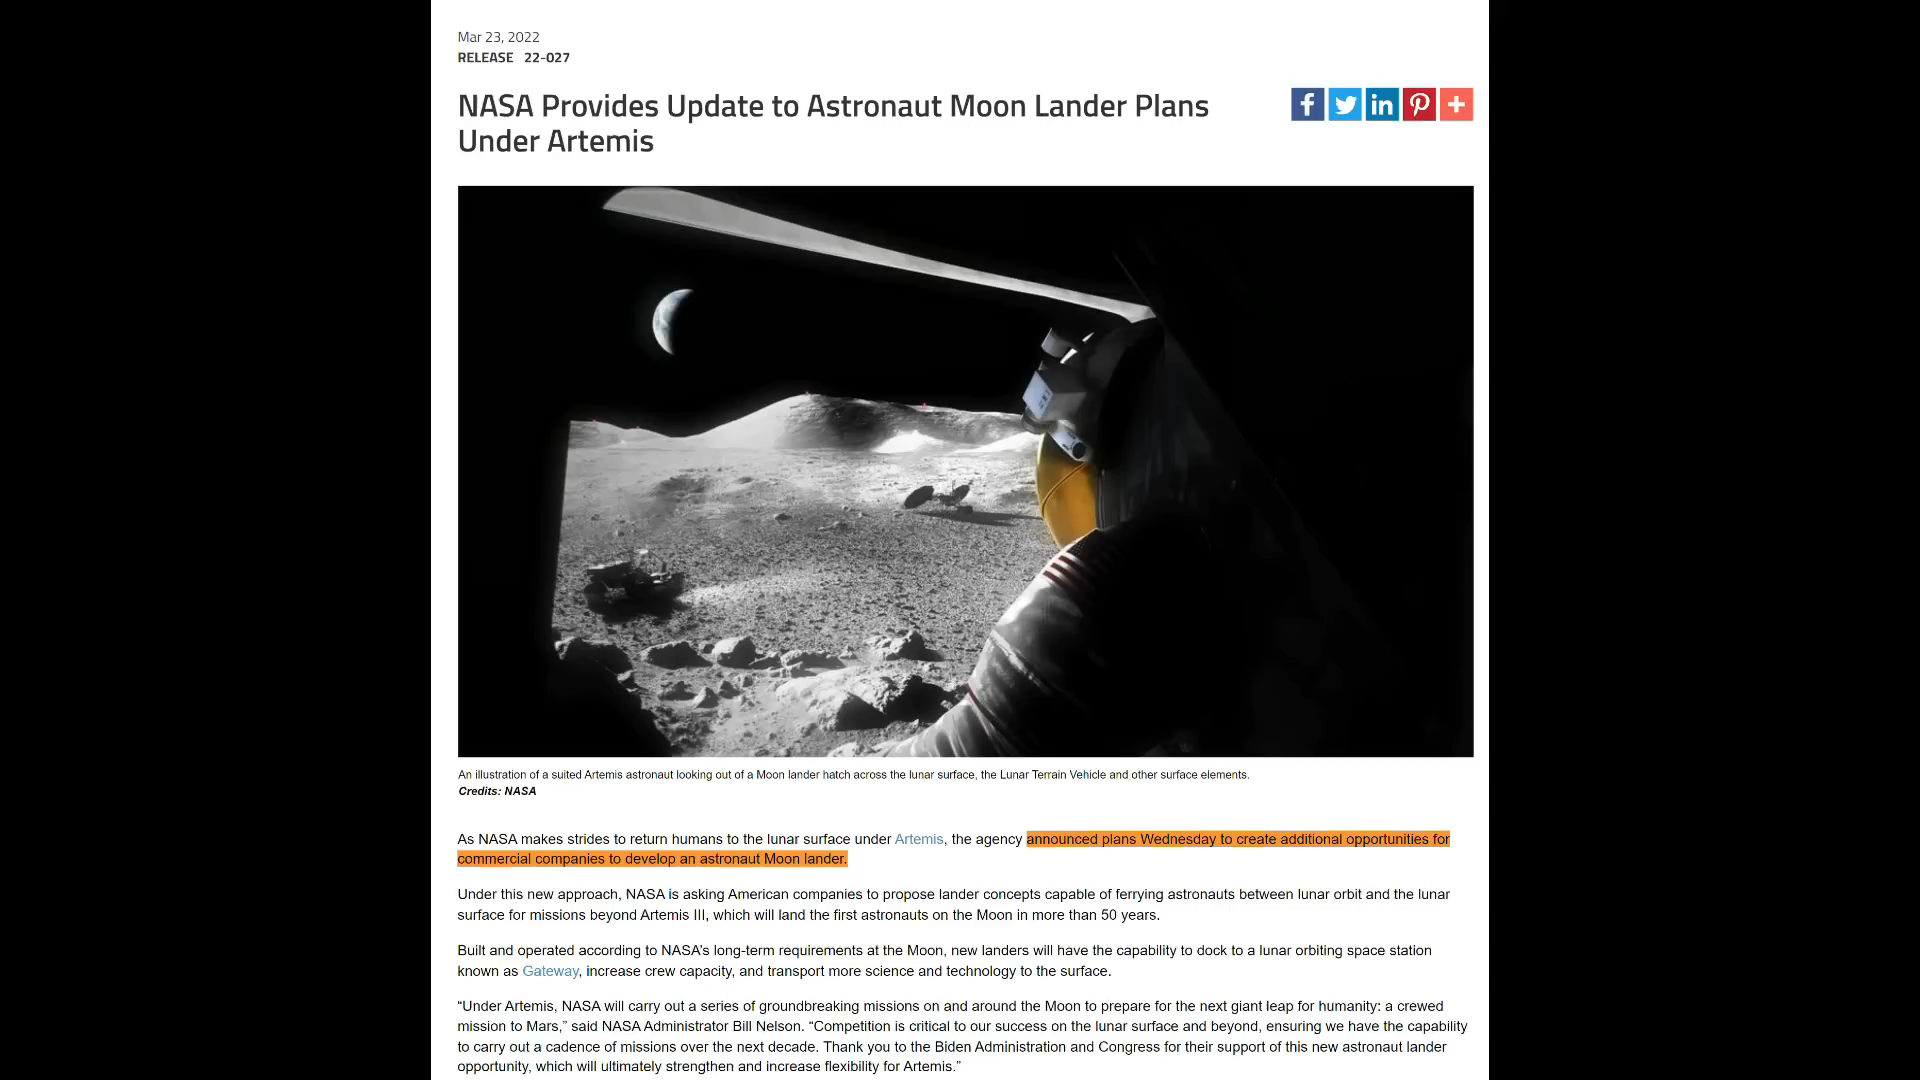 Mar 23, 2022
RELEASE 22-027
NASA Provides Update to Astronaut Moon Lander Plans
Under Artemis
An illustration of a suited Artemis astronaut looking out of a Moon lander hatch across the lunar surface, the Lunar Terrain Vehicle and other surface elements.
Credits: NASA
As NASA makes strides to return humans to the lunar surface under Artemis, the agency announced plans Wednesday to create additional opportunities for
commercial companies to develop an astronaut Moon lander.
Under this new approach, NASA is asking American companies to propose lander concepts capable of ferrying astronauts between lunar orbit and the lunar
surface for missions beyond Artemis III, which will land the first astronauts on the Moon in more than 50 years.
Built and operated according to NASA's long-term requirements at the Moon, new landers will have the capability to dock to a lunar orbiting space station
known as Gateway, increase crew capacity, and transport more science and technology to the surface.
“Under Artemis, NASA will carry out a series of groundbreaking missions on and around the Moon to prepare for the next giant leap for humanity: a crewed
mission to Mars,” said NASA Administrator Bill Nelson. “Competition is critical to our success on the lunar surface and beyond, ensuring we have the capability
to carry out a cadence of missions over the next decade. Thank you to the Biden Administration and Congress for their support of this new astronaut lander
opportunity, which will ultimately strengthen and increase flexibility for Artemis.”